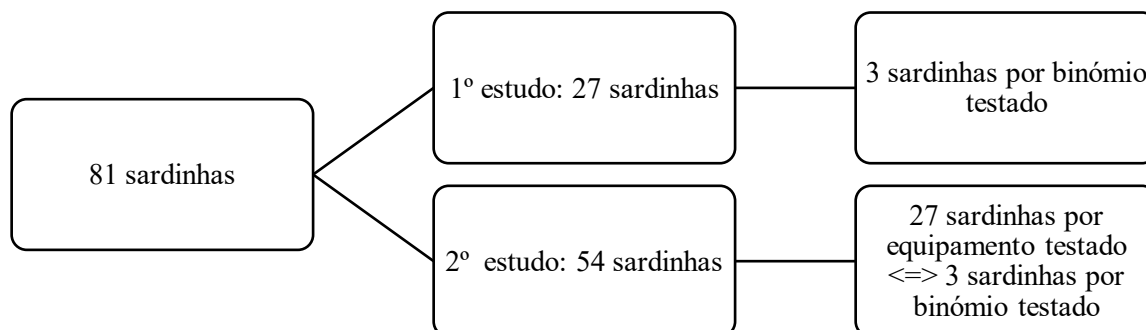 81 sardinhas
1º estudo: 27 sardinhas
3 sardinhas por binómio
testado
2º estudo: 54 sardinhas
27 sardinhas por
equipamento testado
<=> 3 sardinhas por
binómio testado